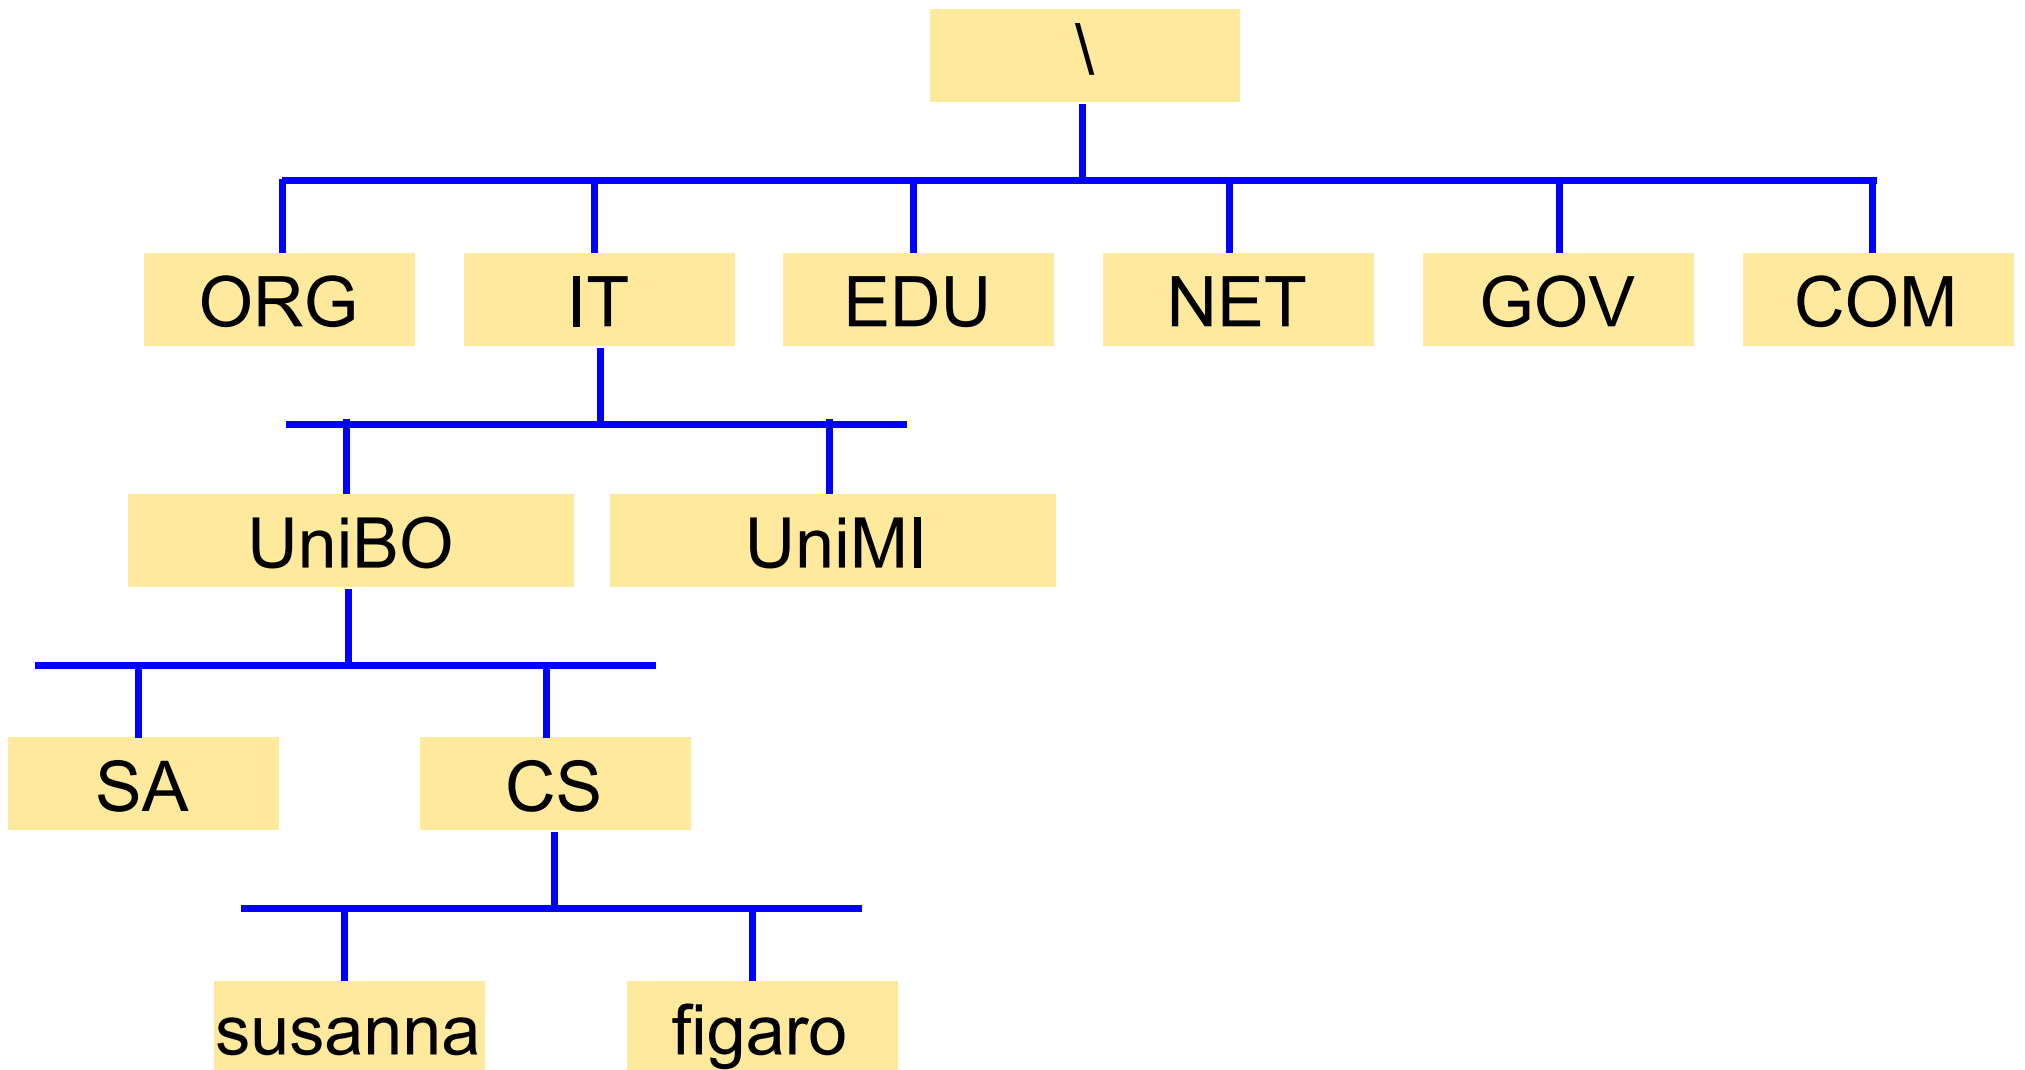 \
ORG
IT
EDU
NET
GOV
COM
UniBO
UniMI
SA
CS
susanna
figaro